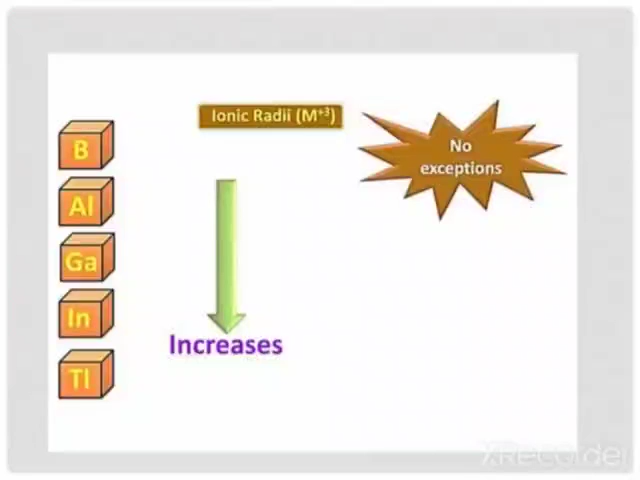 Ionic Radii (M⁺³)
No
exceptions
B
Al
Ga
In
Tl
Increases
XRecorder